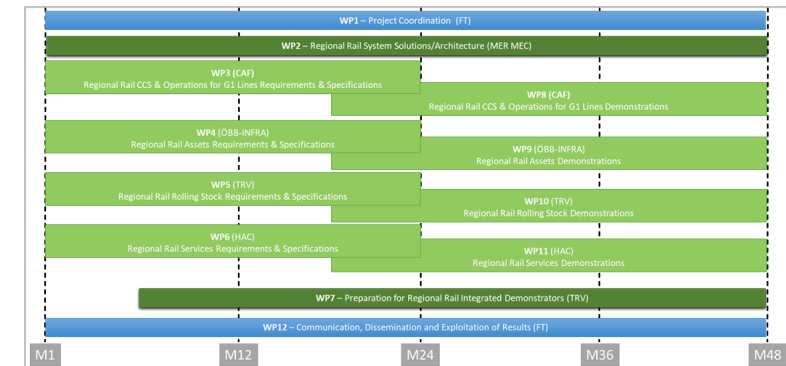 WP1 – Project Coordination (FT)
WP2 – Regional Rail System Solutions/Architecture (MER MEC)
WP3 (CAF)
Regional Rail CCS & Operations for G1 Lines Requirements & Specifications
WP8 (CAF)
Regional Rail CCS & Operations for G1 Lines Demonstrations
WP4 (ÖBB-INFRA)
Regional Rail Assets Requirements & Specifications
WP9 (ÖBB-INFRA)
Regional Rail Assets Demonstrations
WP5 (TRV)
Regional Rail Rolling Stock Requirements & Specifications
WP10 (TRV)
Regional Rail Rolling Stock Demonstrations
WP6 (HAC)
Regional Rail Services Requirements & Specifications
WP11 (HAC)
Regional Rail Services Demonstrations
WP7 – Preparation for Regional Rail Integrated Demonstrators (TRV)
WP12 – Communication, Dissemination and Exploitation of Results (FT)
M1 M12 M24 M36 M48